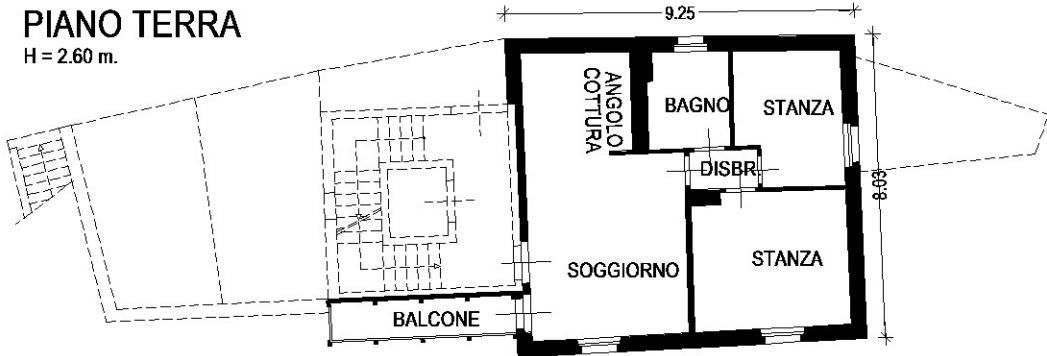 PIANO TERRA
H = 2.60 m.
9.25
ANGOLO
COTTURA
BAGNO
STANZA
DISBR
8.03
SOGGIORNO
STANZA
BALCONE